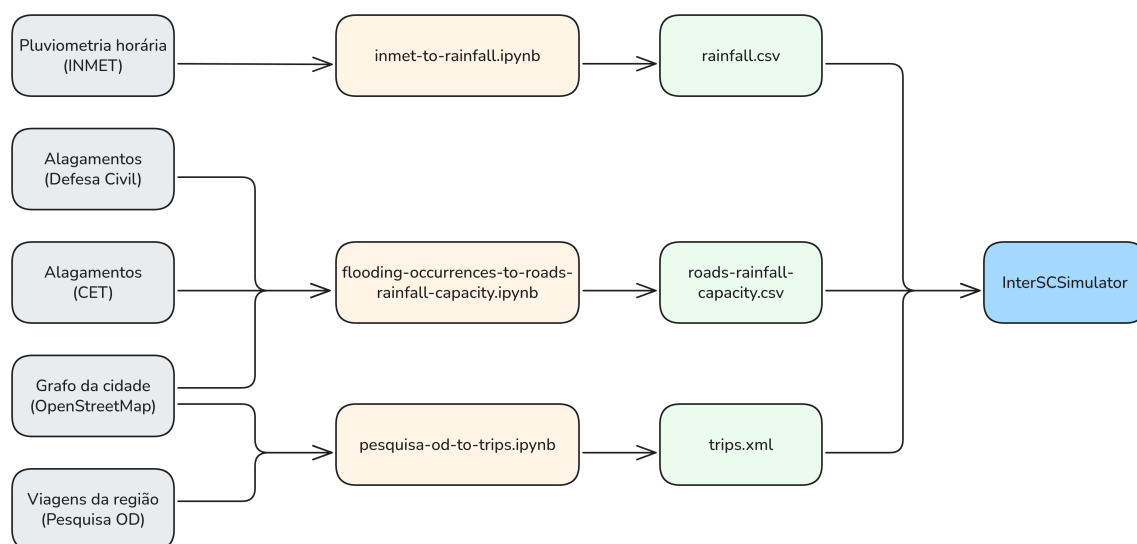 Pluviometria horária
(INMET)
inmet-to-rainfall.ipynb
rainfall.csv
Alagamentos
(Defesa Civil)
Alagamentos
(CET)
flooding-occurrences-to-roads-
rainfall-capacity.ipynb
roads-rainfall-
capacity.csv
InterSCSimulator
Grafo da cidade
(OpenStreetMap)
pesquisa-od-to-trips.ipynb
trips.xml
Viagens da região
(Pesquisa OD)